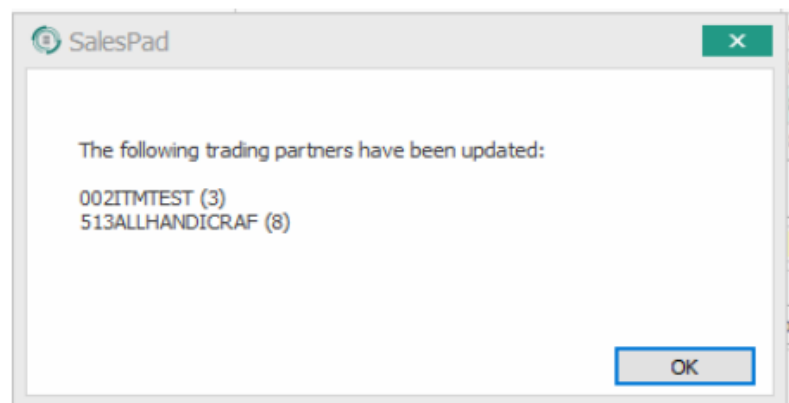 SalesPad
The following trading partners have been updated:
002ITMTEST (3)
513ALLHANDICRAF (8)
OK